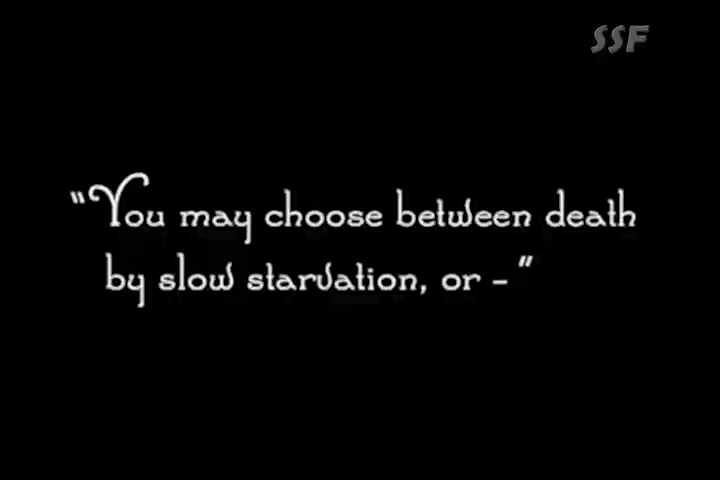 SSF
"You may choose between death
by slow starvation, or - "